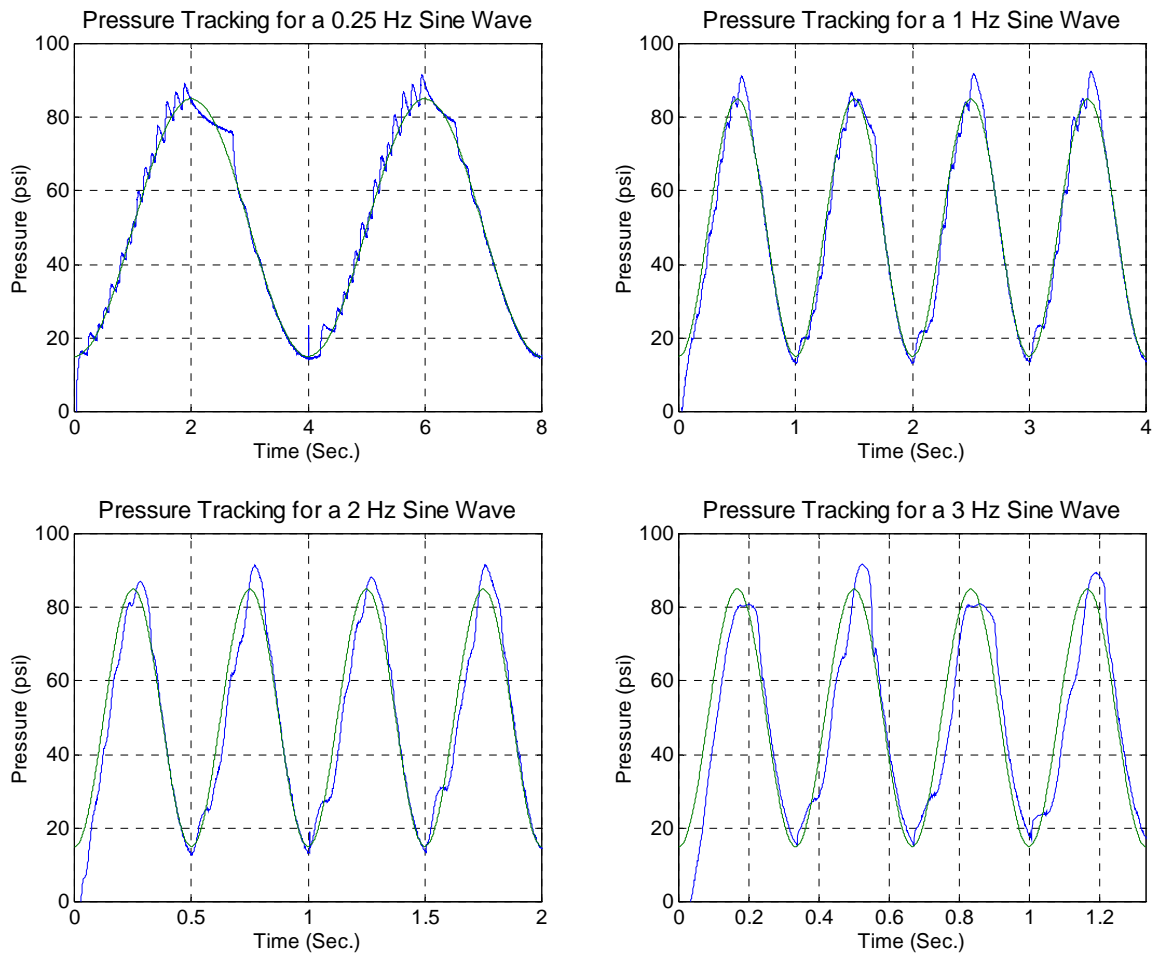 Pressure Tracking for a 0.25 Hz Sine Wave
100
80
60
40
20
0
Pressure (psi)
0 2 4 6 8
Time (Sec.)
Pressure Tracking for a 1 Hz Sine Wave
100
80
60
40
20
0
Pressure (psi)
0 1 2 3 4
Time (Sec.)
Pressure Tracking for a 2 Hz Sine Wave
100
80
60
40
20
0
Pressure (psi)
0 0.5 1 1.5 2
Time (Sec.)
Pressure Tracking for a 3 Hz Sine Wave
100
80
60
40
20
0
Pressure (psi)
0 0.2 0.4 0.6 0.8 1 1.2
Time (Sec.)